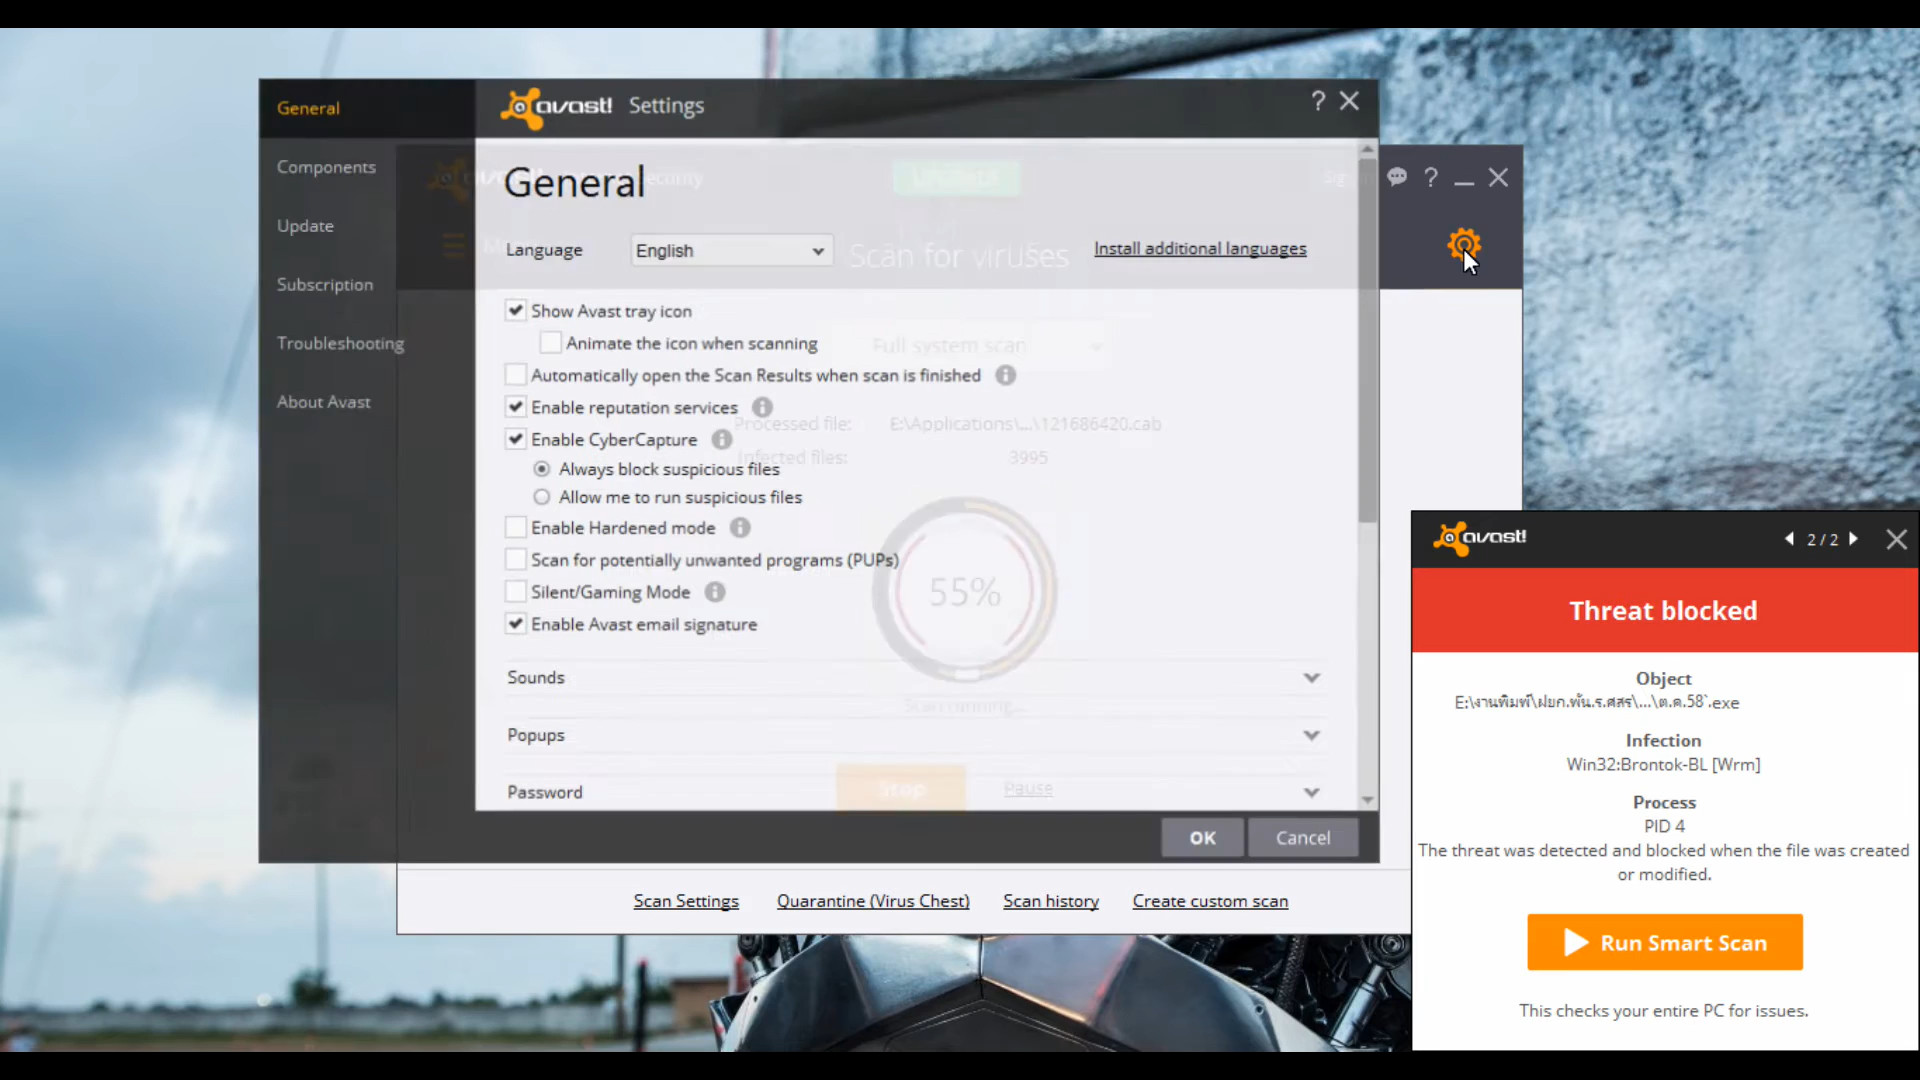 General
avast! Settings
?
Components
Update
Subscription
Troubleshooting
About Avast
General
Security
Language English Install additional languages
Scan for viruses
Show Avast tray icon
Animate the icon when scanning
Full system scan
Automatically open the Scan Results when scan is finished
Enable reputation services
Processed file: E:\Applications\...\121686420.cab
Enable CyberCapture
Infected files: 3995
Always block suspicious files
Allow me to run suspicious files
Enable Hardened mode
Scan for potentially unwanted programs (PUPs)
55%
Silent/Gaming Mode
Enable Avast email signature
Sounds
Scan running...
Popups
Password
Stop Pause
OK Cancel
Scan Settings Quarantine (Virus Chest) Scan history Create custom scan
?
avast! 2/2
Threat blocked
Object
E:\งานพิมพ์\ฝยก.พัน.ร.ศสร\...\ต.ค.58`.exe
Infection
Win32:Brontok-BL [Wrm]
Process
PID 4
The threat was detected and blocked when the file was created
or modified.
Run Smart Scan
This checks your entire PC for issues.